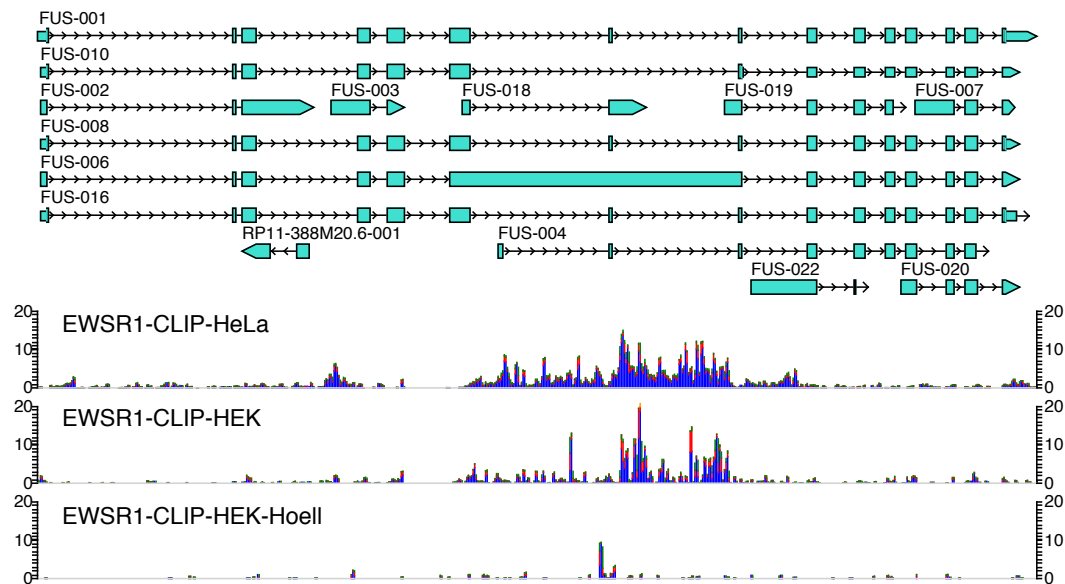 FUS-001
FUS-010
FUS-002 FUS-003 FUS-018 FUS-019 FUS-007
FUS-008
FUS-006
FUS-016
RP11-388M20.6-001 FUS-004
FUS-022 FUS-020
20 EWSR1-CLIP-HeLa 20
10 10
0 0
20 EWSR1-CLIP-HEK 20
10 10
0 0
20 EWSR1-CLIP-HEK-Hoell 20
10 10
0 0